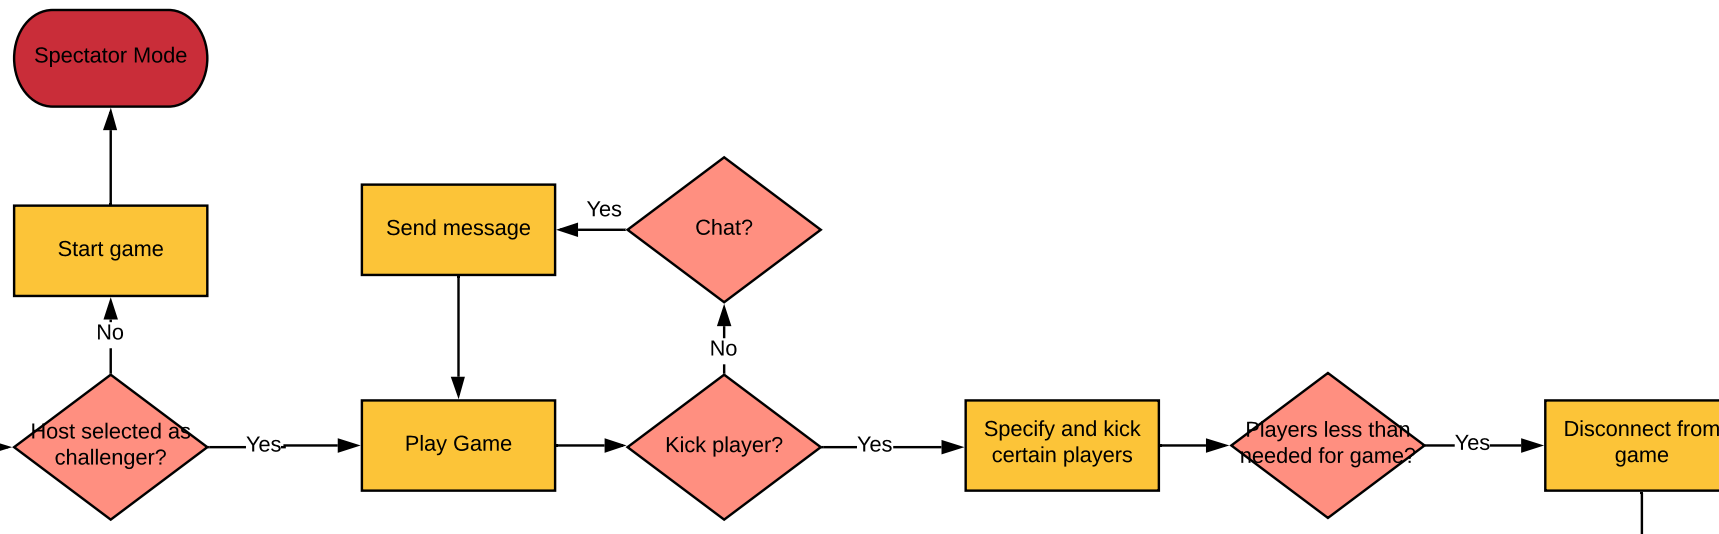 Spectator Mode
Start game
No
Host selected as
challenger?
Yes
Send message
Yes
Chat?
No
Play Game
Kick player?
Yes
Specify and kick
certain players
Players less than
needed for game?
Yes
Disconnect from
game